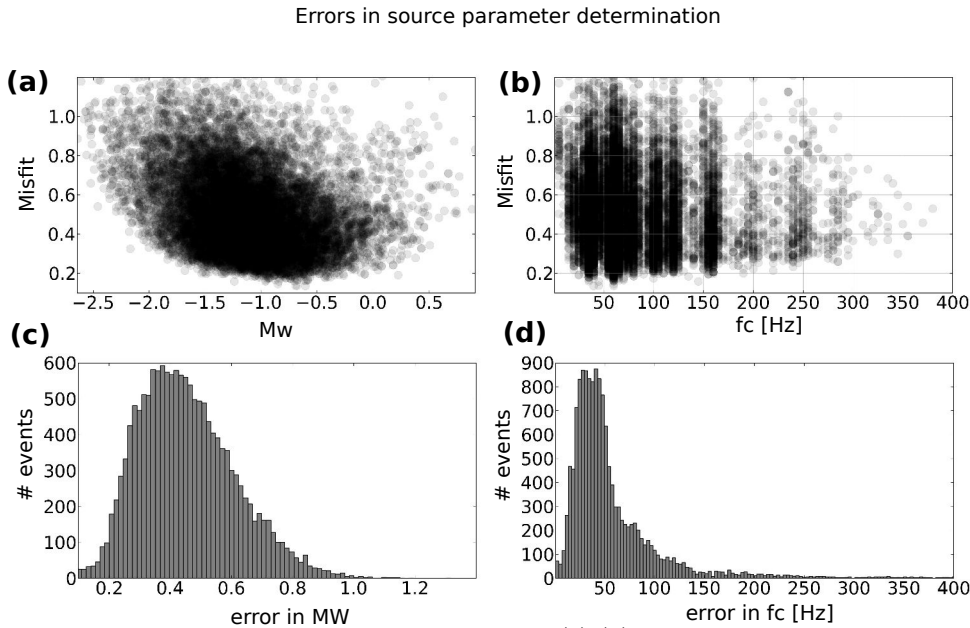 Errors in source parameter determination
(a)
(b)
Misfit
1.0
0.8
0.6
0.4
0.2
−2.5 −2.0 −1.5 −1.0 −0.5 0.0 0.5
Mw
Misfit
1.0
0.8
0.6
0.4
0.2
50 100 150 200 250 300 350 400
fc [Hz]
(c)
(d)
# events
600
500
400
300
200
100
0
0.2 0.4 0.6 0.8 1.0 1.2
error in MW
# events
900
800
700
600
500
400
300
200
100
0
50 100 150 200 250 300 350 400
error in fc [Hz]